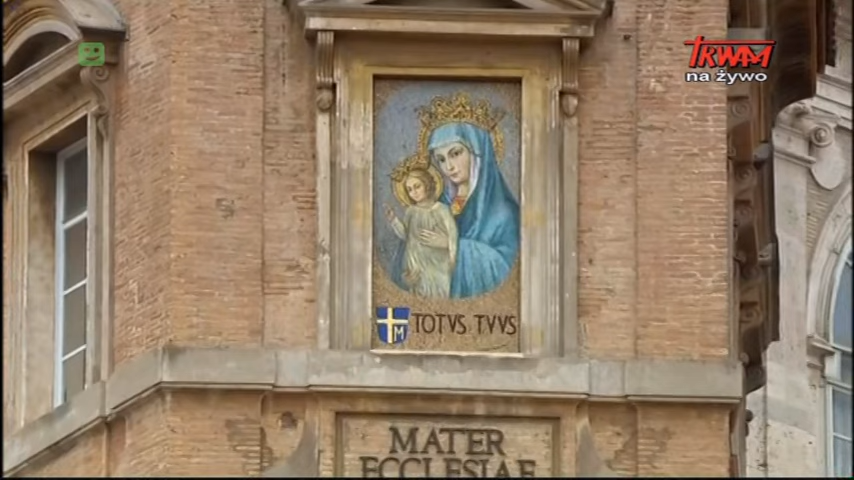 TRWAM
na żywo
M
TOTVS TVVS
MATER
ECCLESIAE